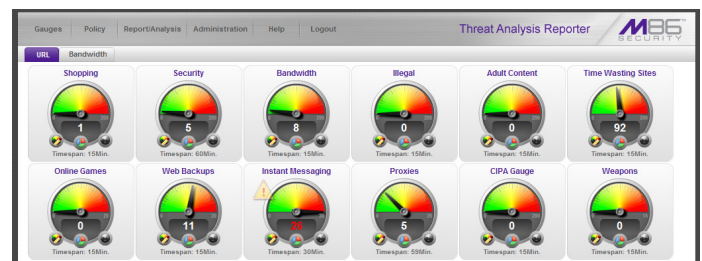 Gauges Policy Report/Analysis Administration Help Logout Threat Analysis Reporter M86 SECURITY
URL Bandwidth
Shopping Security Bandwidth Illegal Adult Content Time Wasting Sites
1 5 8 0 0 92
Timespan: 15Min. Timespan: 60Min. Timespan: 15Min. Timespan: 15Min. Timespan: 15Min. Timespan: 15Min.
Online Games Web Backups Instant Messaging Proxies CIPA Gauge Weapons
0 11 5 0 0
Timespan: 15Min. Timespan: 15Min. Timespan: 30Min. Timespan: 59Min. Timespan: 15Min. Timespan: 15Min.